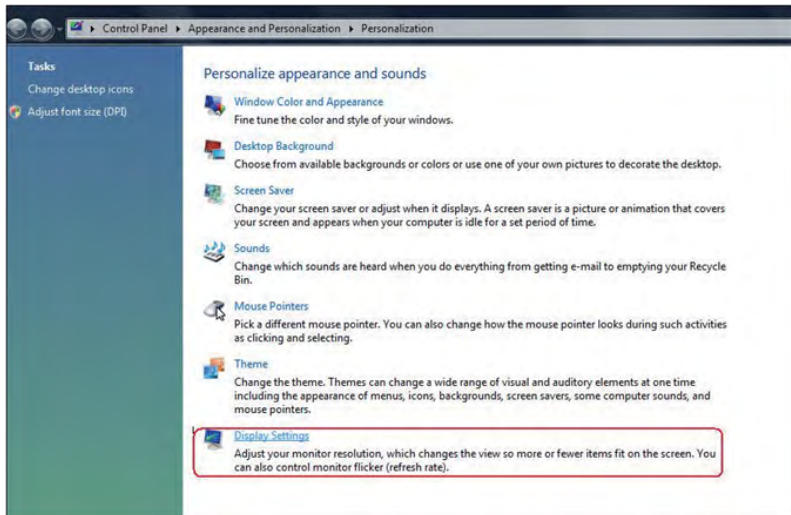 Control Panel ▸ Appearance and Personalization ▸ Personalization
Tasks
Change desktop icons
Adjust font size (DPI)
Personalize appearance and sounds
Window Color and Appearance
Fine tune the color and style of your windows.
Desktop Background
Choose from available backgrounds or colors or use one of your own pictures to decorate the desktop.
Screen Saver
Change your screen saver or adjust when it displays. A screen saver is a picture or animation that covers
your screen and appears when your computer is idle for a set period of time.
Sounds
Change which sounds are heard when you do everything from getting e-mail to emptying your Recycle
Bin.
Mouse Pointers
Pick a different mouse pointer. You can also change how the mouse pointer looks during such activities
as clicking and selecting.
Theme
Change the theme. Themes can change a wide range of visual and auditory elements at one time
including the appearance of menus, icons, backgrounds, screen savers, some computer sounds, and
mouse pointers.
Display Settings
Adjust your monitor resolution, which changes the view so more or fewer items fit on the screen. You
can also control monitor flicker (refresh rate).